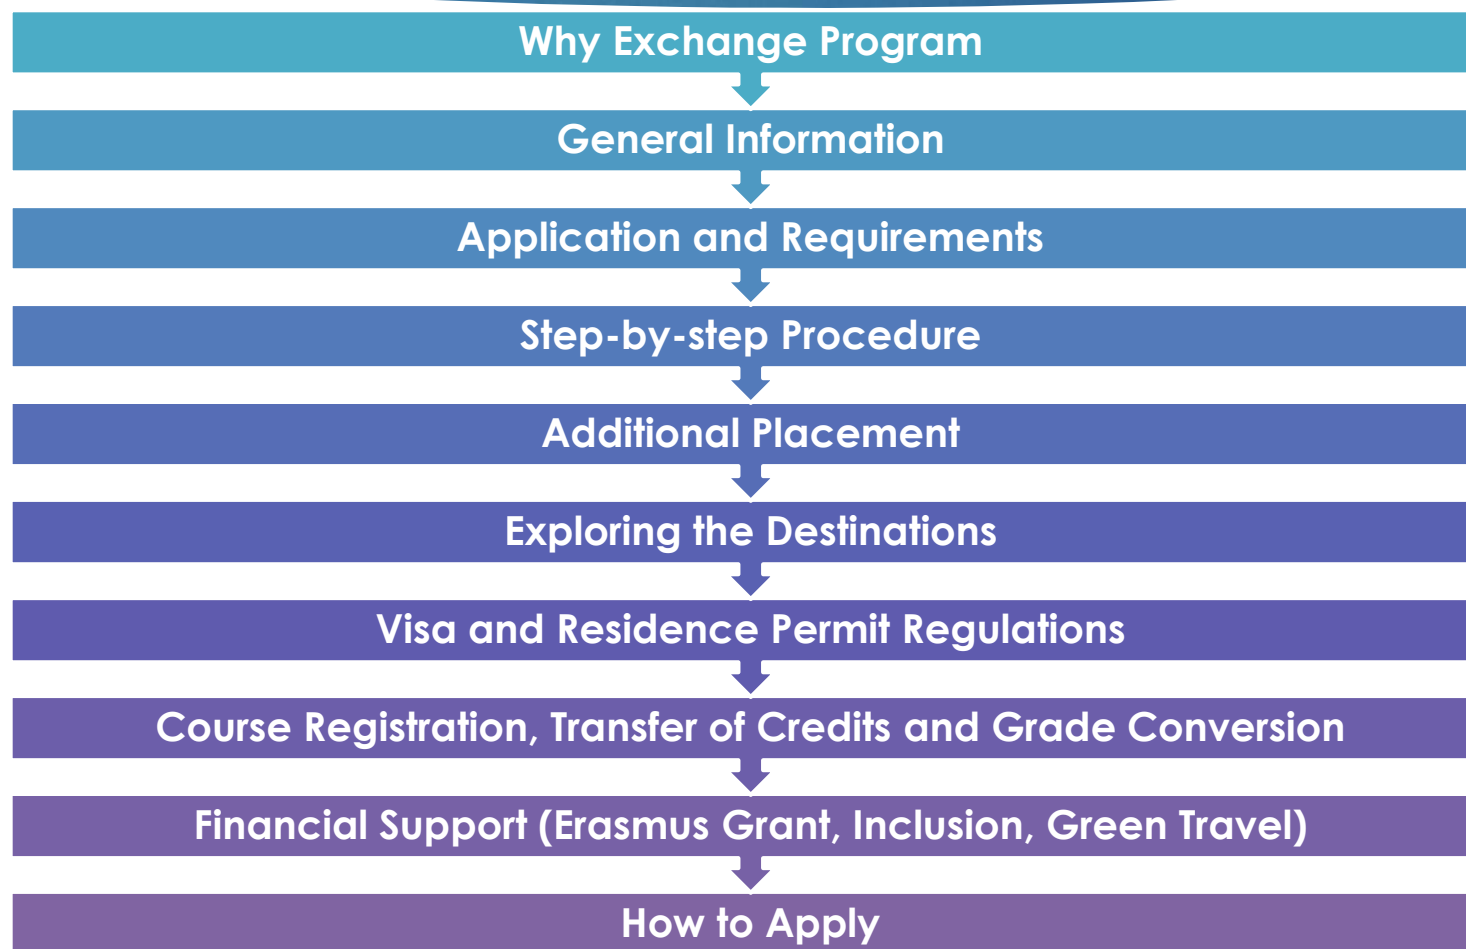 Why Exchange Program
General Information
Application and Requirements
Step-by-step Procedure
Additional Placement
Exploring the Destinations
Visa and Residence Permit Regulations
Course Registration, Transfer of Credits and Grade Conversion
Financial Support (Erasmus Grant, Inclusion, Green Travel)
How to Apply